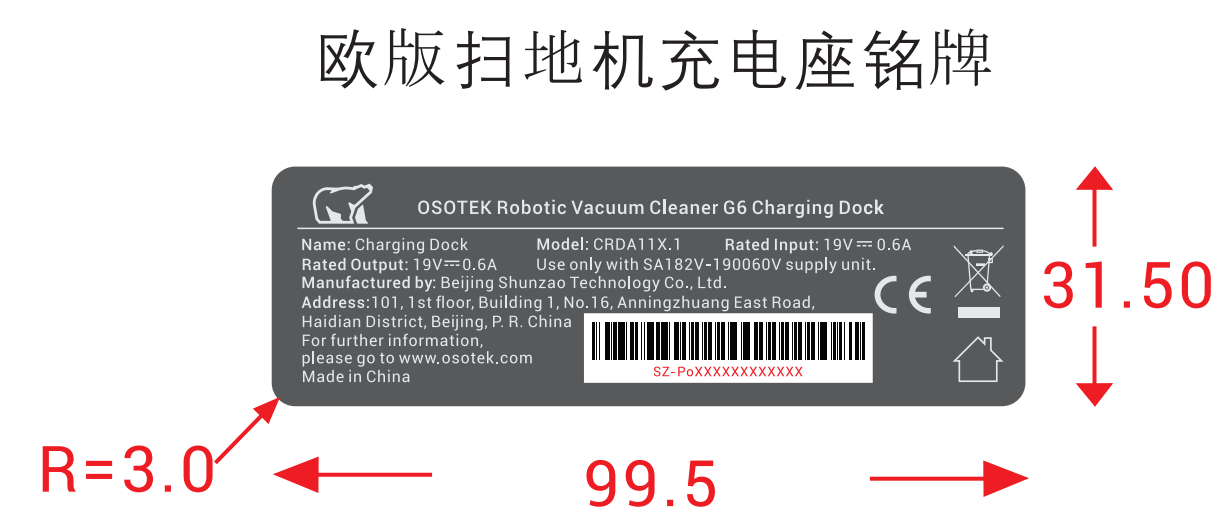 欧版扫地机充电座铭牌
OSOTEK Robotic Vacuum Cleaner G6 Charging Dock
Name: Charging Dock Model: CRDA11X.1 Rated Input: 19V⎓0.6A
Rated Output: 19V⎓0.6A Use only with SA182V-190060V supply unit.
Manufactured by: Beijing Shunzao Technology Co., Ltd.
Address:101, 1st floor, Building 1, No.16, Anningzhuang East Road,
Haidian District, Beijing, P. R. China
For further information,
please go to www.osotek.com
Made in China
CE
SZ-PoXXXXXXXXXXXX
31.50
R=3.0
99.5